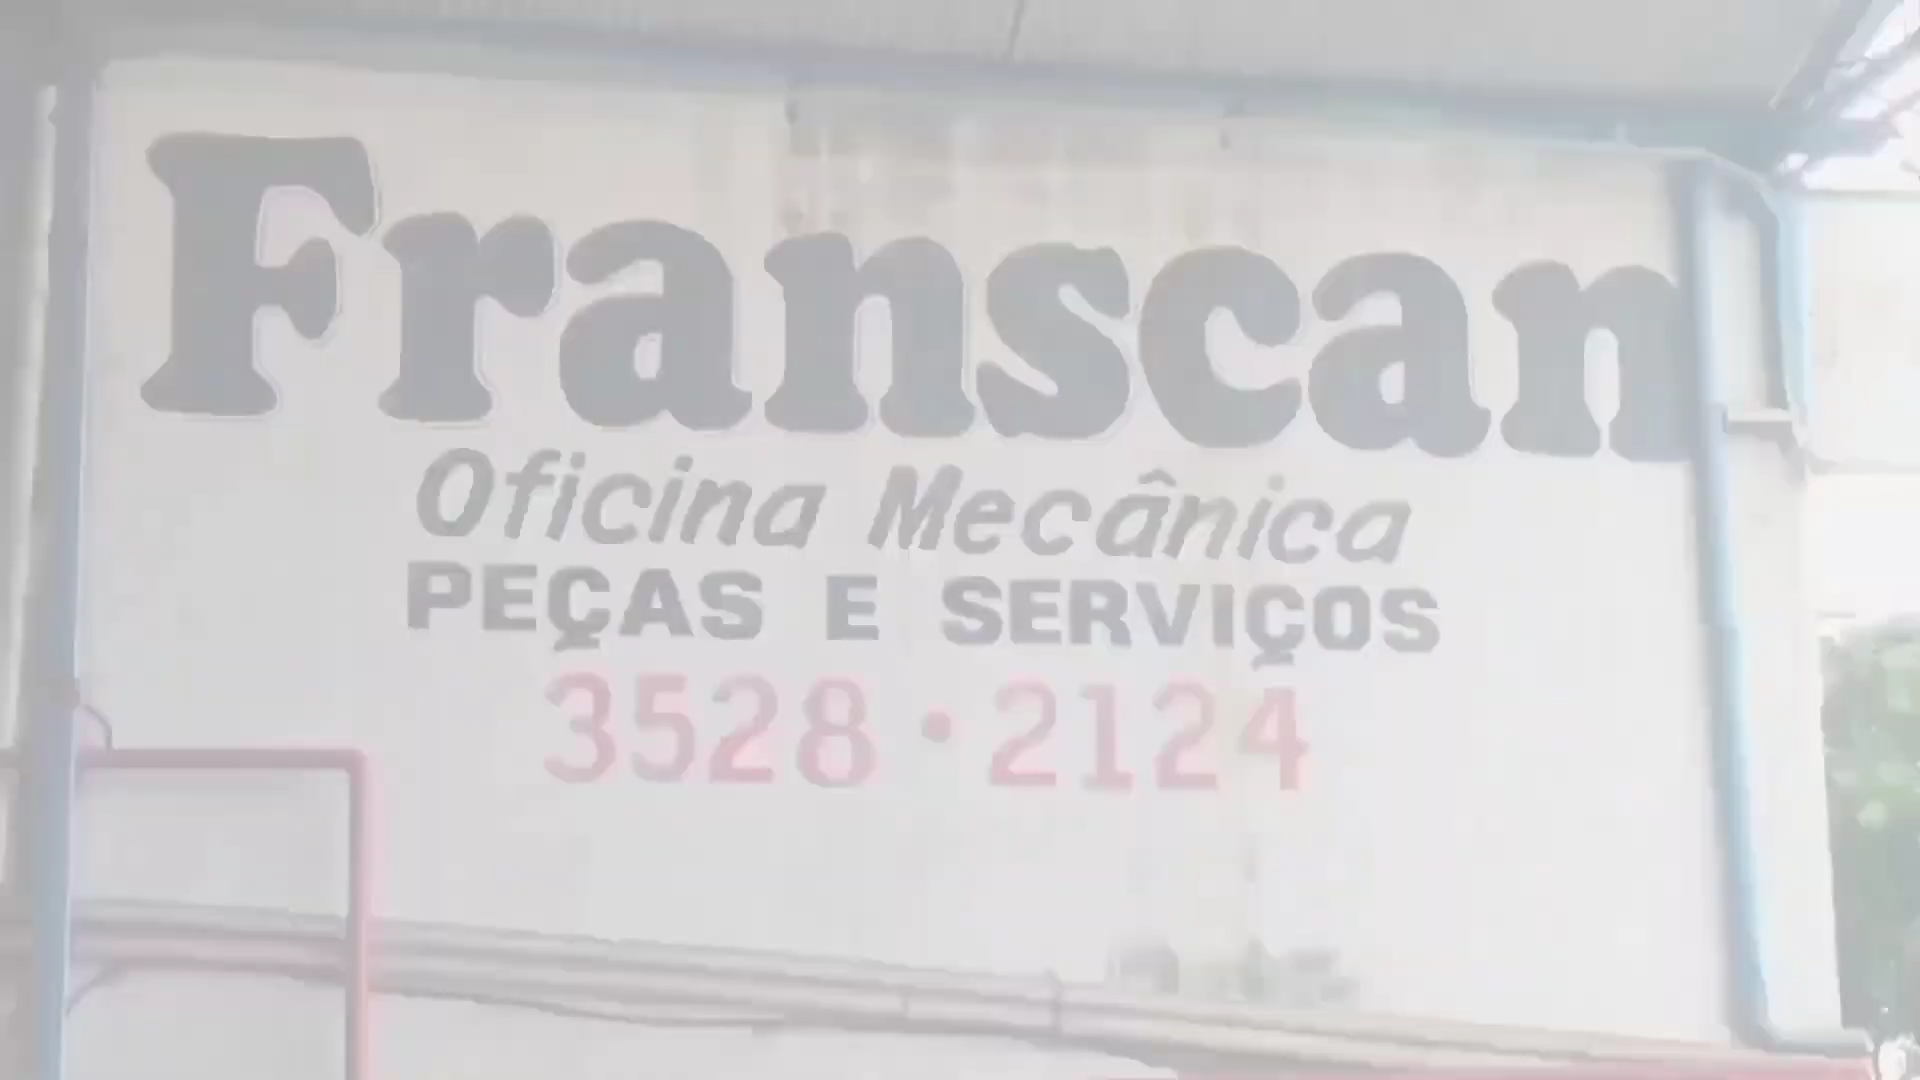 Franscan
Oficina Mecânica
PEÇAS E SERVIÇOS
3528 • 2124